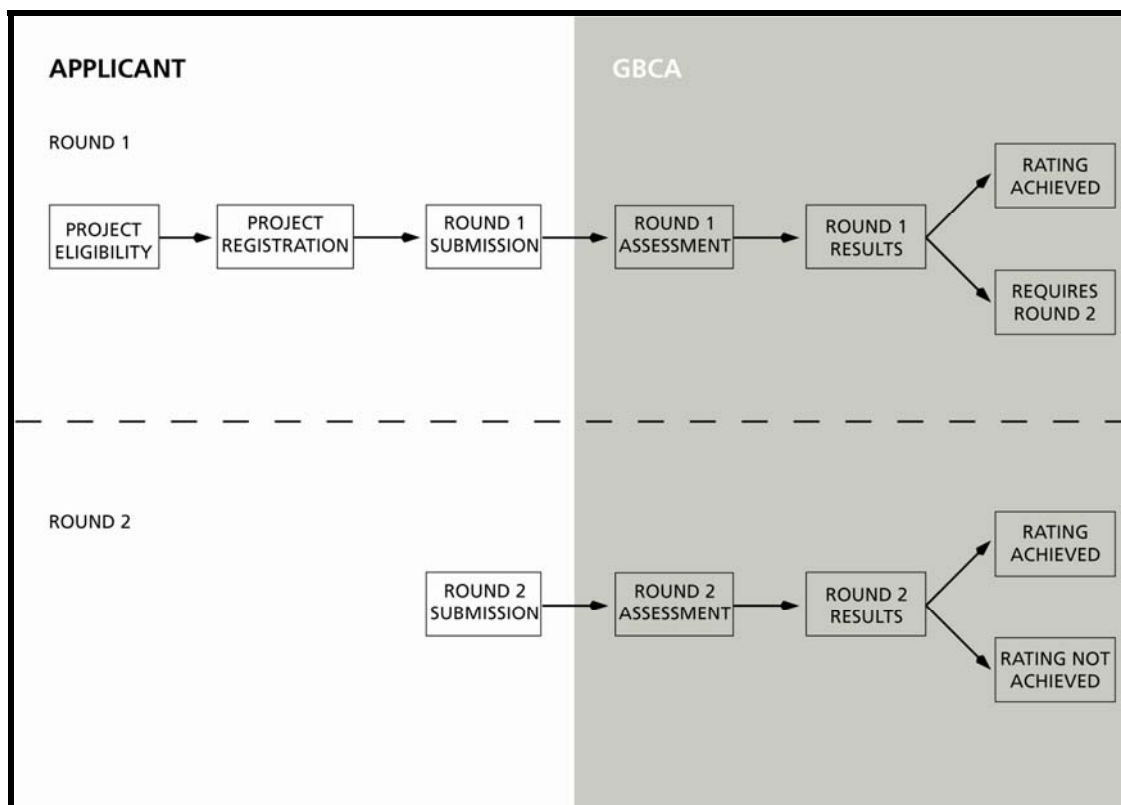 APPLICANT
GBCA
ROUND 1
PROJECT
ELIGIBILITY
PROJECT
REGISTRATION
ROUND 1
SUBMISSION
ROUND 1
ASSESSMENT
ROUND 1
RESULTS
RATING
ACHIEVED
REQUIRES
ROUND 2
ROUND 2
ROUND 2
SUBMISSION
ROUND 2
ASSESSMENT
ROUND 2
RESULTS
RATING
ACHIEVED
RATING NOT
ACHIEVED